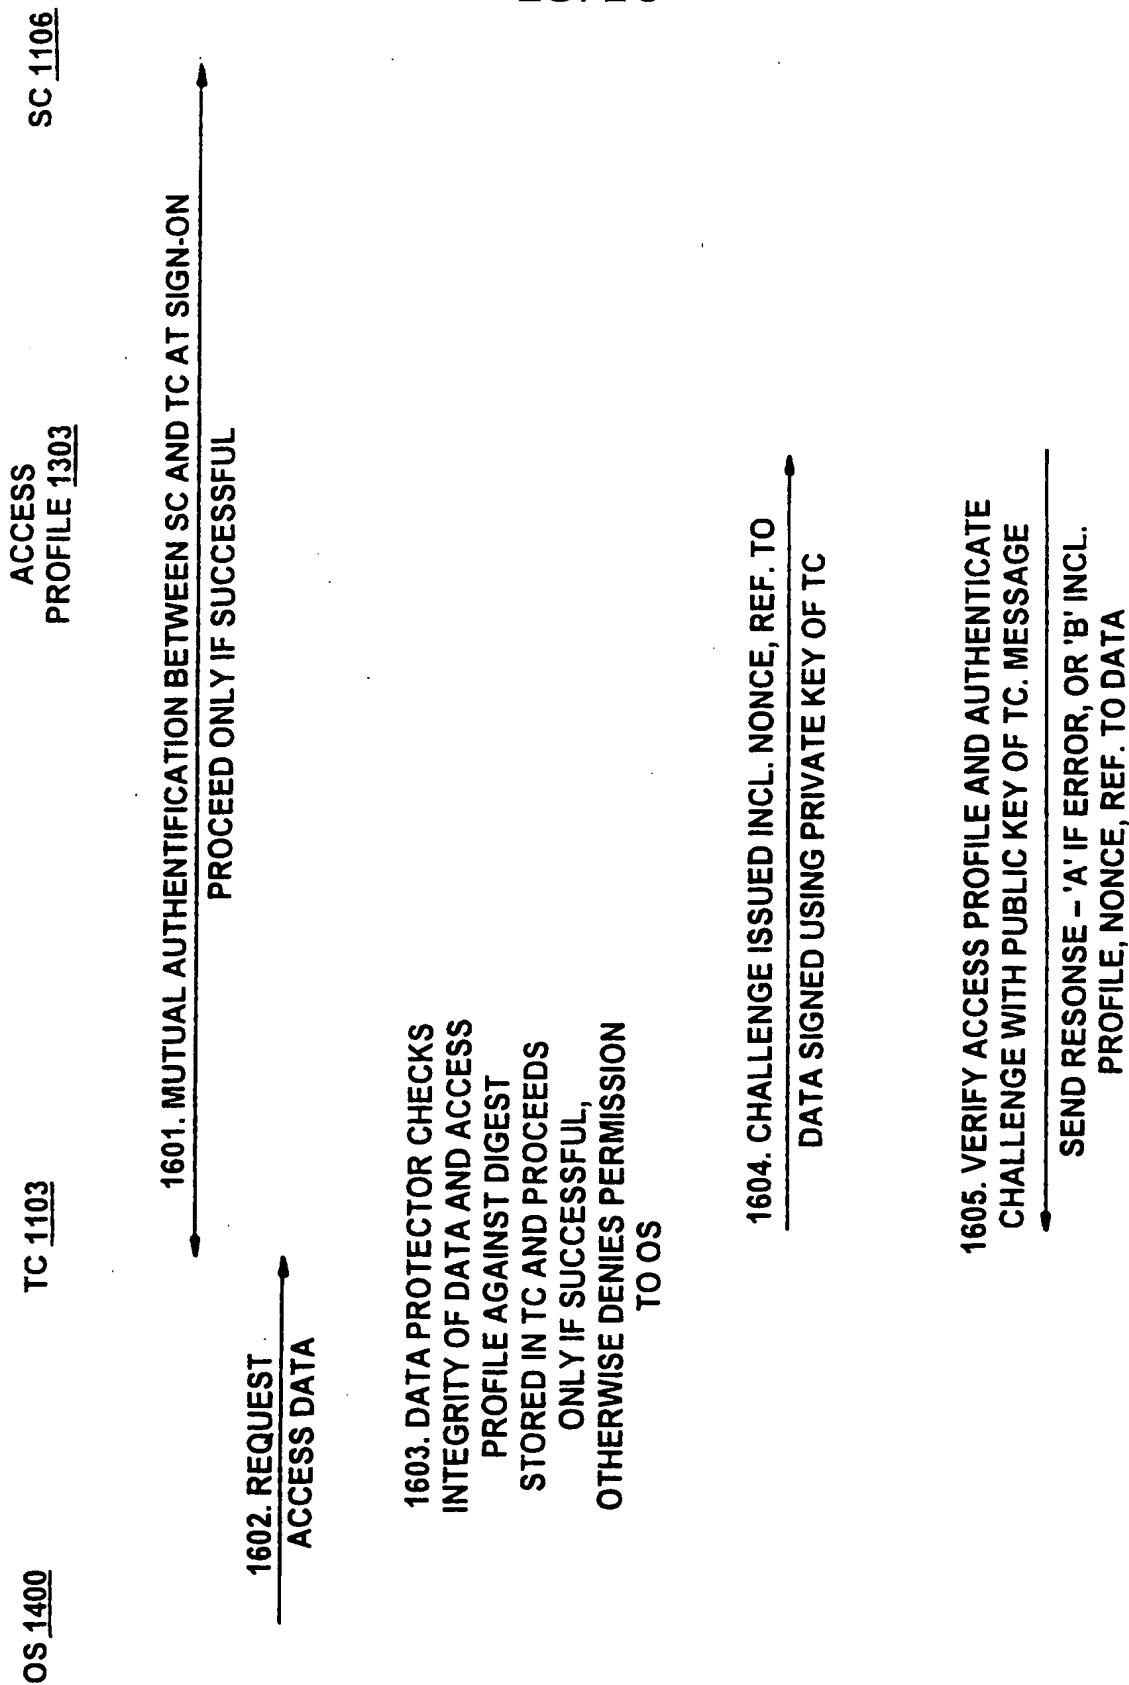 OS 1400
TC 1103
ACCESS
PROFILE 1303
SC 1106
1601. MUTUAL AUTHENTIFICATION BETWEEN SC AND TC AT SIGN-ON
PROCEED ONLY IF SUCCESSFUL
1602. REQUEST
ACCESS DATA
1603. DATA PROTECTOR CHECKS
INTEGRITY OF DATA AND ACCESS
PROFILE AGAINST DIGEST
STORED IN TC AND PROCEEDS
ONLY IF SUCCESSFUL,
OTHERWISE DENIES PERMISSION
TO OS
1604. CHALLENGE ISSUED INCL. NONCE, REF. TO
DATA SIGNED USING PRIVATE KEY OF TC
1605. VERIFY ACCESS PROFILE AND AUTHENTICATE
CHALLENGE WITH PUBLIC KEY OF TC. MESSAGE
SEND RESONSE – 'A' IF ERROR, OR 'B' INCL.
PROFILE, NONCE, REF. TO DATA